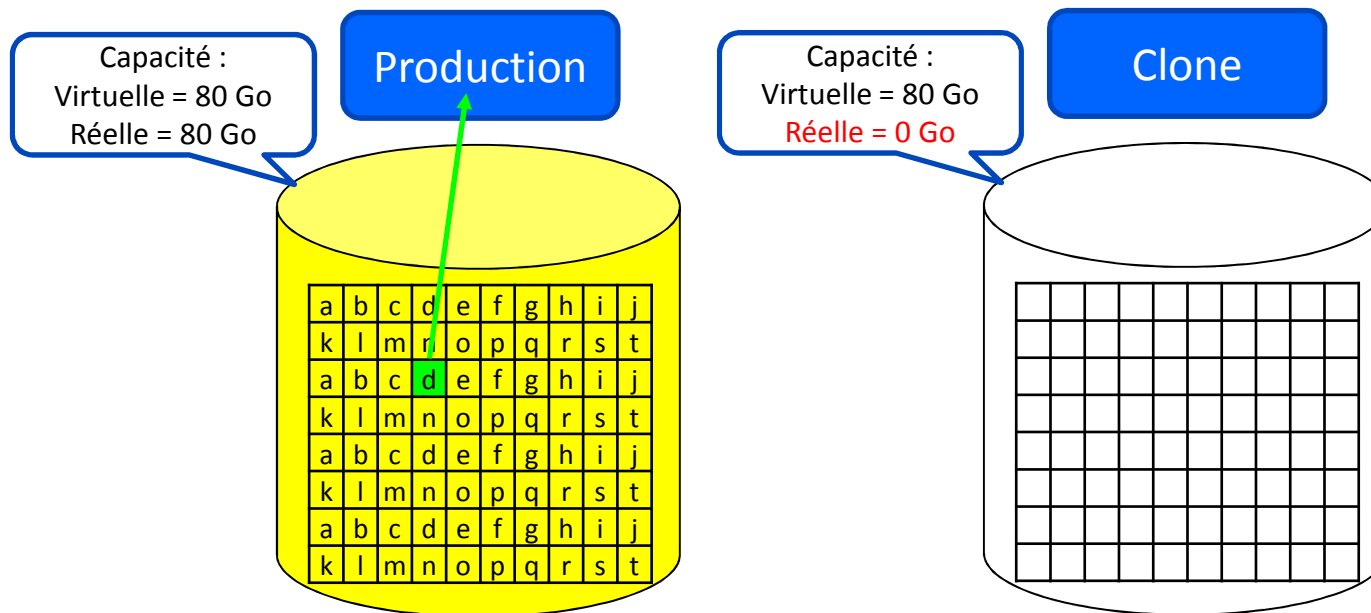 Capacité :
Virtuelle = 80 Go
Réelle = 80 Go
Production
Capacité :
Virtuelle = 80 Go
Réelle = 0 Go
Clone
a b c d e f g h i j
k l m n o p q r s t
a b c d e f g h i j
k l m n o p q r s t
a b c d e f g h i j
k l m n o p q r s t
a b c d e f g h i j
k l m n o p q r s t